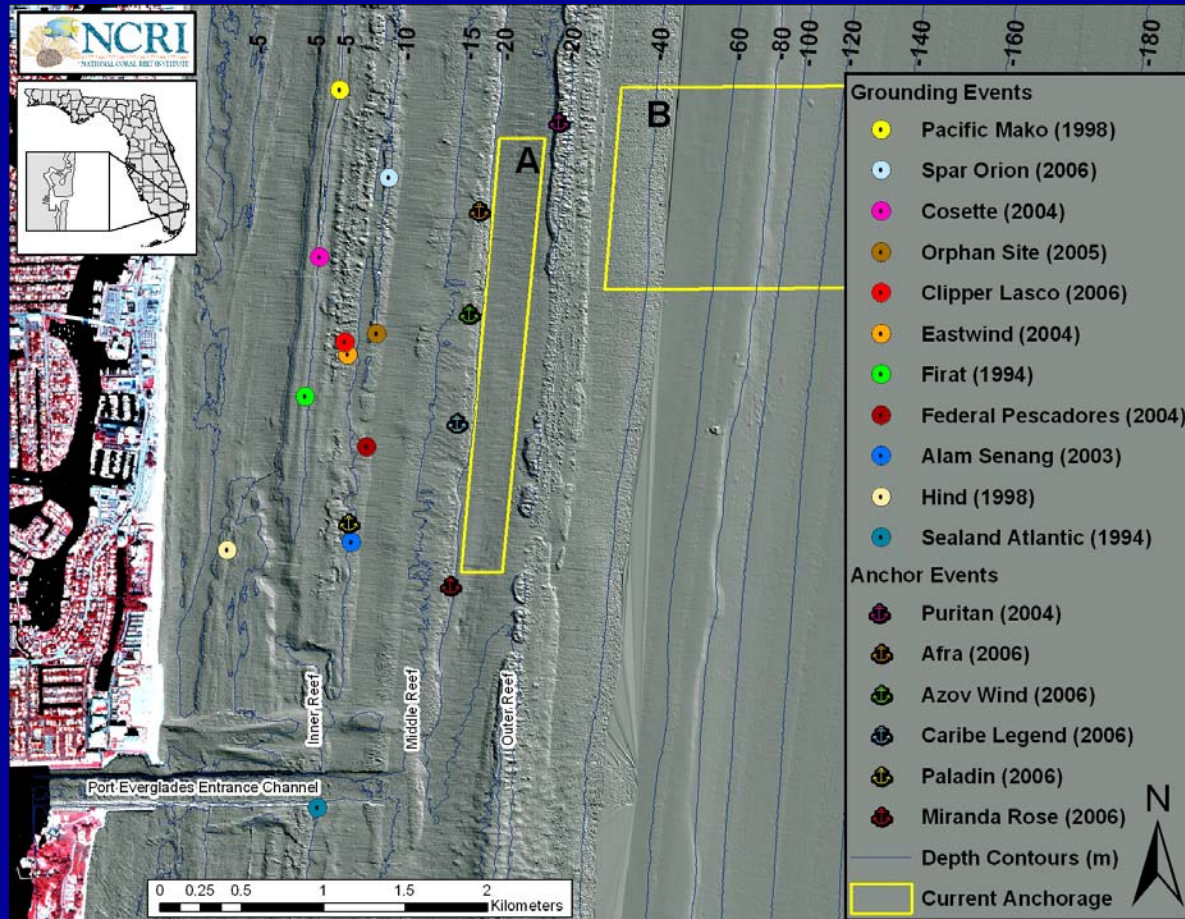 NCRI
NATIONAL CORAL REEF INSTITUTE
-5
-5
-5
-10
-15
-20
-20
-40
-60
-80
-100
-120
-140
-160
-180
A
B
Inner Reef
Middle Reef
Outer Reef
Port Everglades Entrance Channel
0 0.25 0.5 1 1.5 2
Kilometers
Grounding Events
Pacific Mako (1998)
Spar Orion (2006)
Cosette (2004)
Orphan Site (2005)
Clipper Lasco (2006)
Eastwind (2004)
Firat (1994)
Federal Pescadores (2004)
Alam Senang (2003)
Hind (1998)
Sealand Atlantic (1994)
Anchor Events
Puritan (2004)
Afra (2006)
Azov Wind (2006)
Caribe Legend (2006)
Paladin (2006)
Miranda Rose (2006)
Depth Contours (m)
Current Anchorage
N